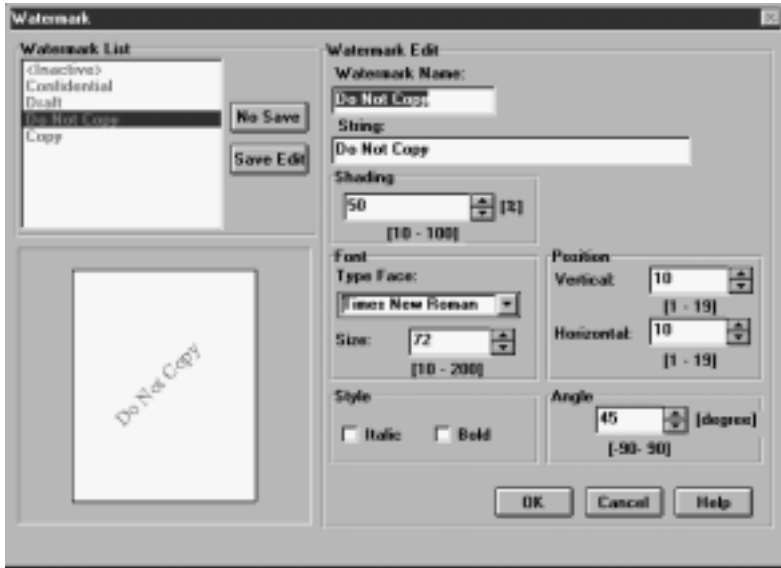 Watermark
Watermark List
<Inactive>
Confidential
Draft
Do Not Copy
Copy
No Save
Save Edit
Do Not Copy
Watermark Edit
Watermark Name:
Do Not Copy
String:
Do Not Copy
Shading
50 [%]
[10 - 100]
Font
Type Face:
Times New Roman
Size: 72
[10 - 200]
Style
Italic Bold
Position
Vertical: 10
[1 - 19]
Horizontal: 10
[1 - 19]
Angle
45 [degree]
[-90- 90]
OK Cancel Help